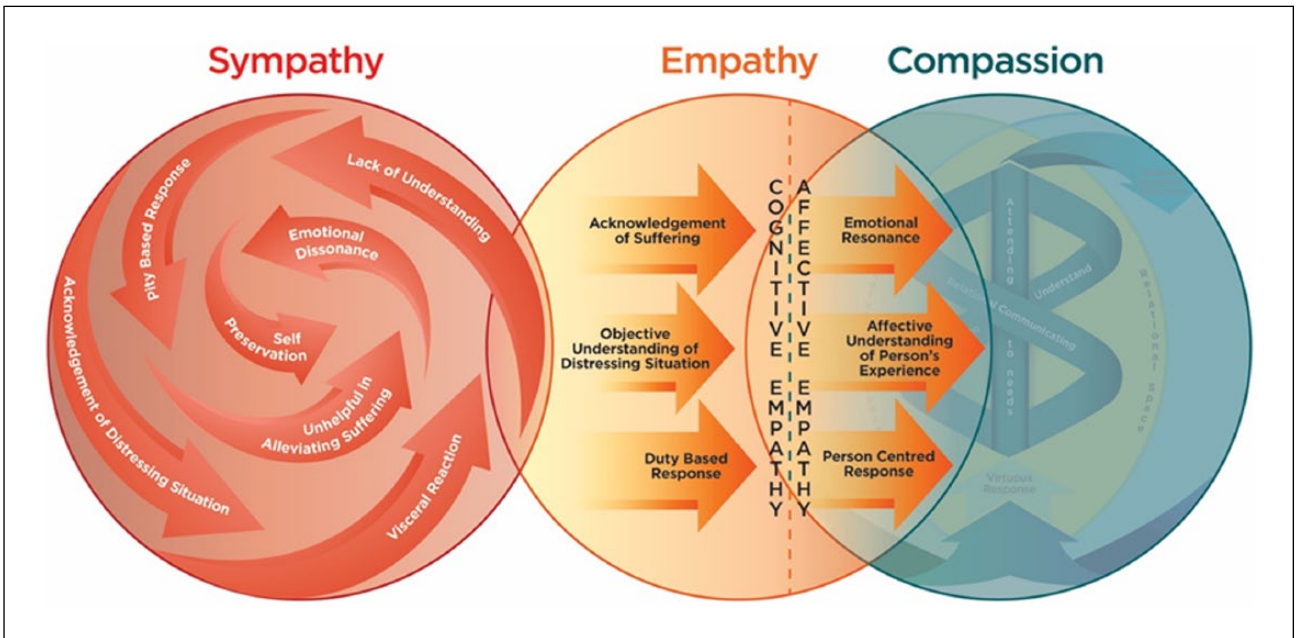 Sympathy
Empathy
Compassion
Lack of Understanding
Pity Based Response
Emotional
Dissonance
Self
Preservation
Unhelpful in
Alleviating Suffering
Acknowledgement of Distressing Situation
Visceral Reaction
Acknowledgement
of Suffering
Objective
Understanding of
Distressing Situation
Duty Based
Response
COGNITIVE EMPATHY
AFFECTIVE EMPATHY
Emotional
Resonance
Affective
Understanding
of Person's
Experience
Person Centred
Response
Attending to needs
Understand
Relational Communicating
Relational Space
Virtuous
Response